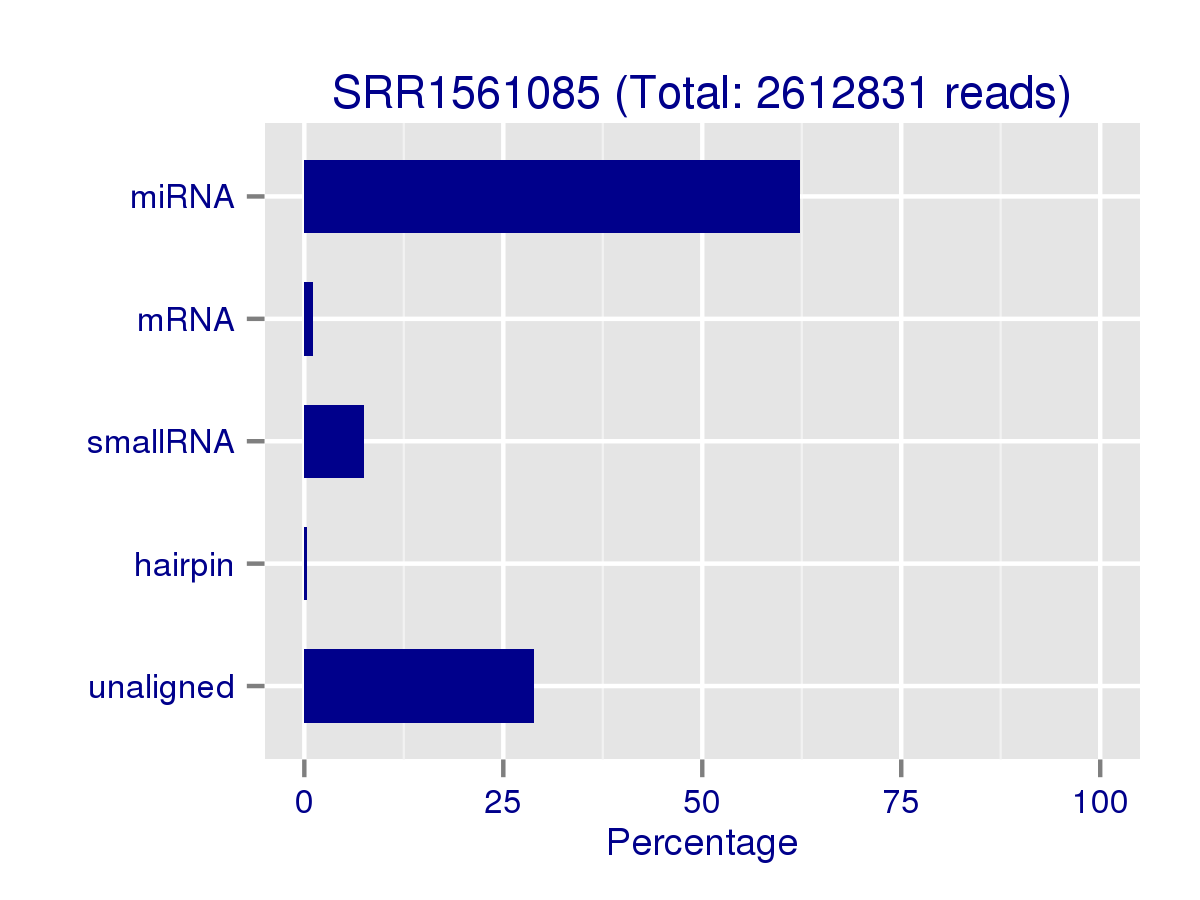 SRR1561085 (Total: 2612831 reads)
miRNA
mRNA
smallRNA
hairpin
unaligned
0 25 50 75 100
Percentage